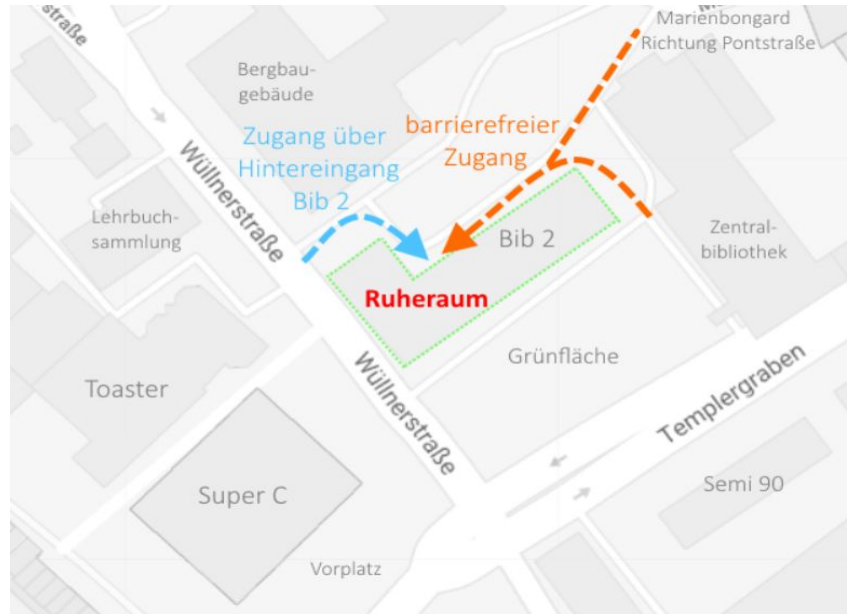 Marienbongard
Richtung Pontstraße
straße
Bergbau-
gebäude
barrierefreier
Zugang
Zugang über
Hintereingang
Bib 2
Wüllnerstraße
Lehrbuch-
sammlung
Zentral-
bibliothek
Bib 2
Ruheraum
Grünfläche
Toaster
Wüllnerstraße
Templergraben
Super C
Semi 90
Vorplatz